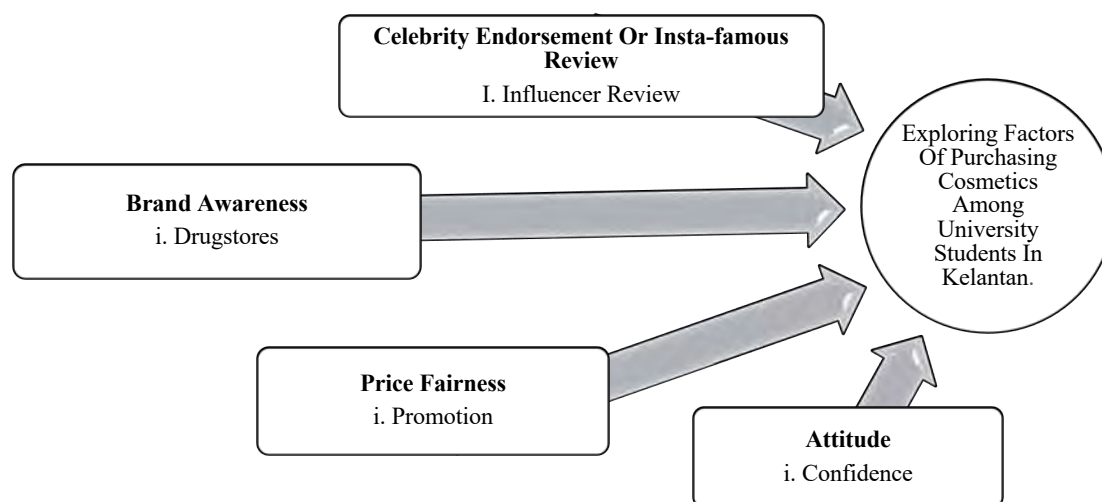 Celebrity Endorsement Or Insta-famous
Review
I. Influencer Review
Exploring Factors
Of Purchasing
Cosmetics
Among
University
Students In
Kelantan.
Brand Awareness
i. Drugstores
Price Fairness
i. Promotion
Attitude
i. Confidence